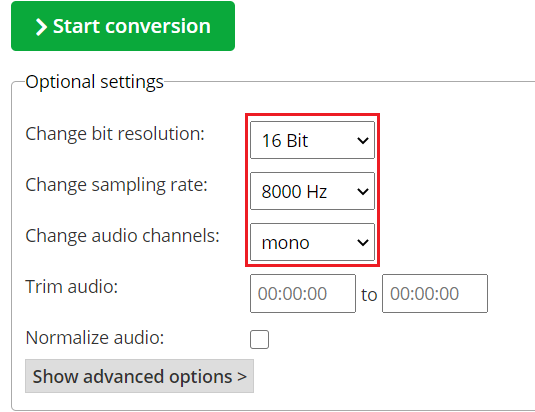 Start conversion
Optional settings
Change bit resolution: 16 Bit
Change sampling rate: 8000 Hz
Change audio channels: mono
Trim audio: 00:00:00 to 00:00:00
Normalize audio:
Show advanced options >